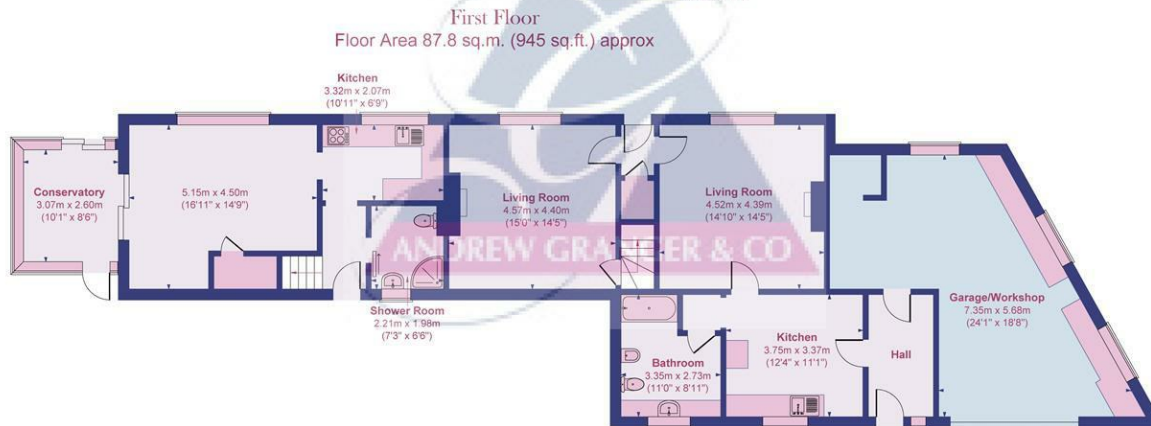 First Floor
Floor Area 87.8 sq.m. (945 sq.ft.) approx
Kitchen
3.32m x 2.07m
(10'11" x 6'9")
Conservatory
3.07m x 2.60m
(10'1" x 8'6")
5.15m x 4.50m
(16'11" x 14'9")
Living Room
4.57m x 4.40m
(15'0" x 14'5")
Living Room
4.52m x 4.39m
(14'10" x 14'5")
ANDREW GRANGER & CO
Shower Room
2.21m x 1.98m
(7'3" x 6'6")
Garage/Workshop
7.35m x 5.68m
(24'1" x 18'8")
Bathroom
3.35m x 2.73m
(11'0" x 8'11")
Kitchen
3.75m x 3.37m
(12'4" x 11'1")
Hall